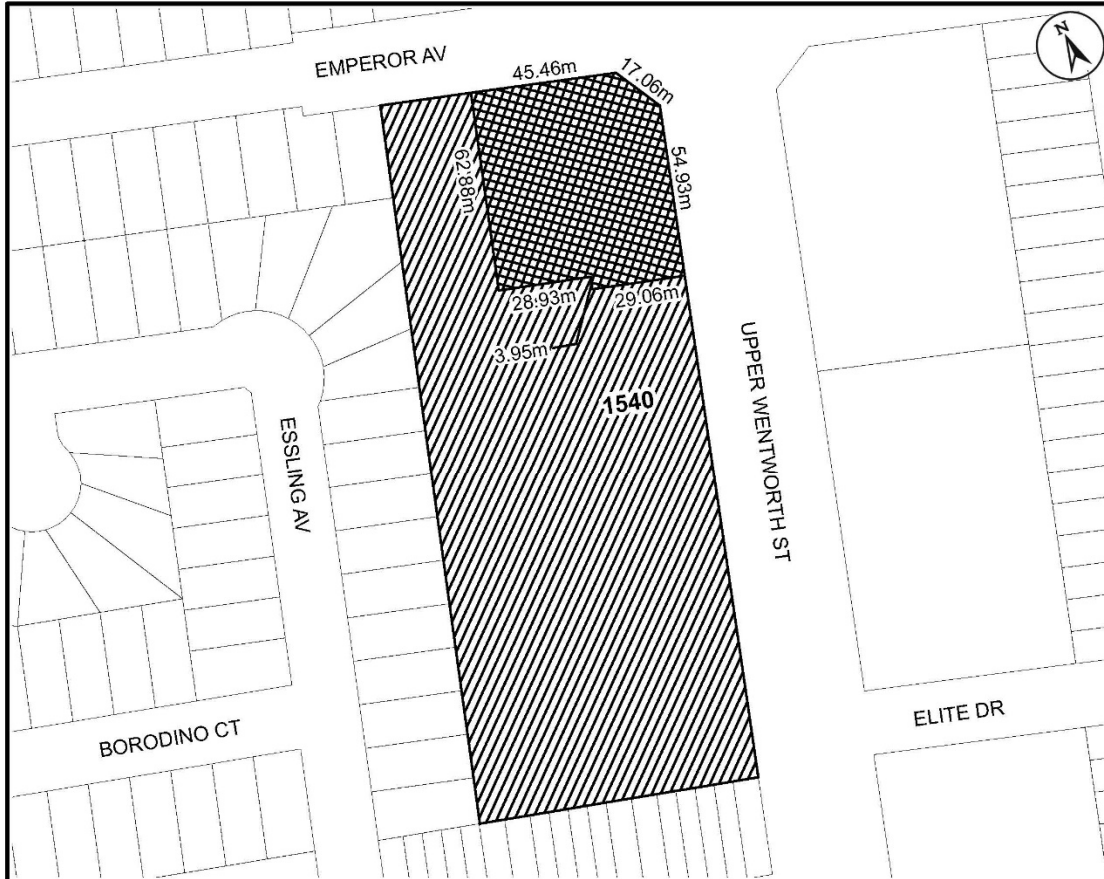 N
EMPEROR AV
45.46m
17.06m
62.88m
54.93m
28.93m
29.06m
3.95m
1540
UPPER WENTWORTH ST
ESSLING AV
ELITE DR
BORODINO CT